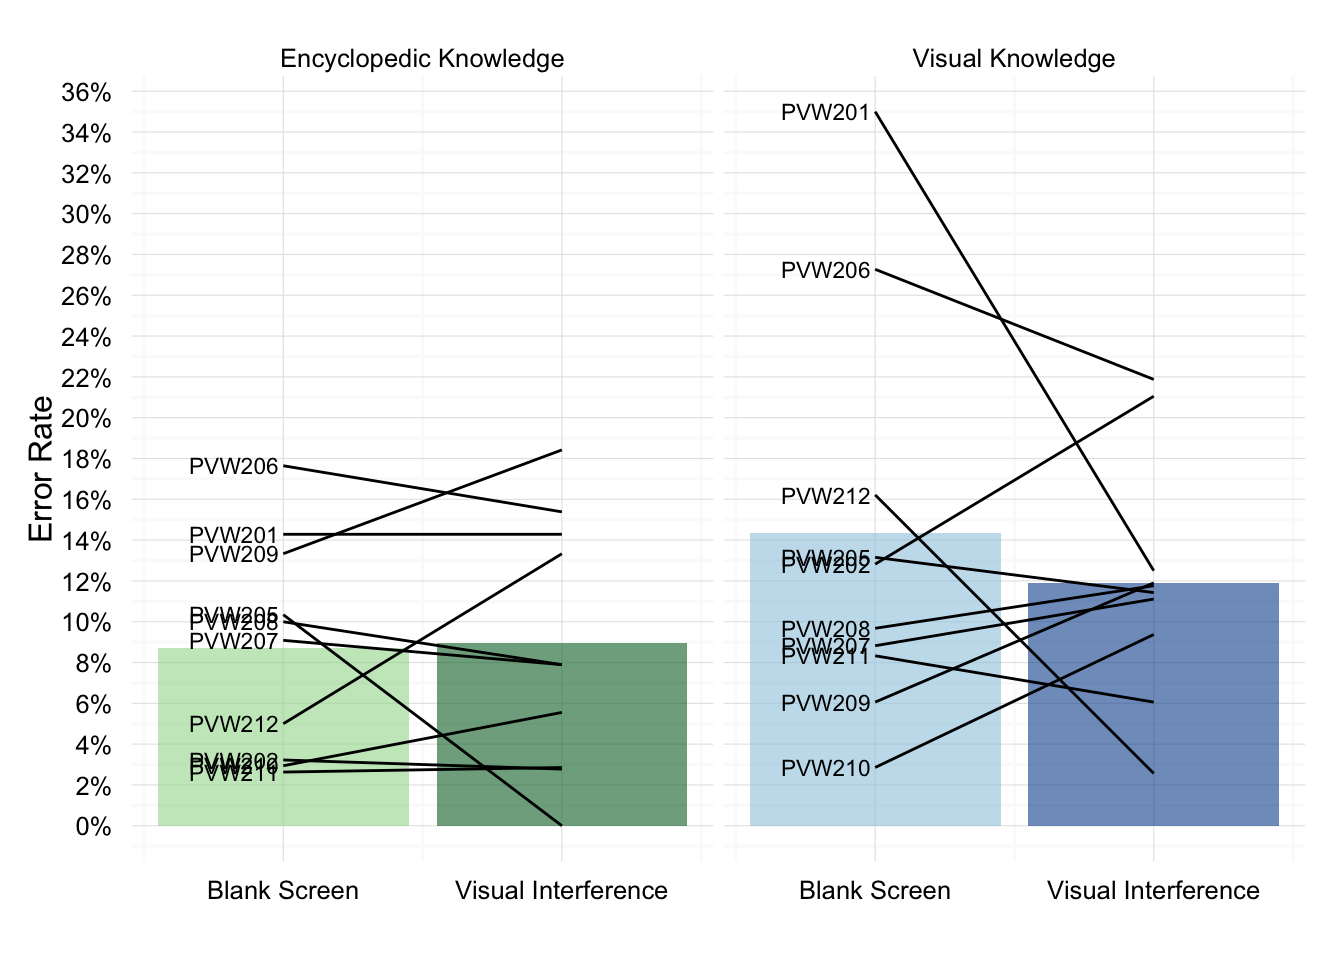 Encyclopedic Knowledge
Visual Knowledge
Error Rate
36%
34%
32%
30%
28%
26%
24%
22%
20%
18%
16%
14%
12%
10%
8%
6%
4%
2%
0%
PVW206
PVW201
PVW209
PVW205
PVW208
PVW207
PVW212
PVW202
PVW210
PVW211
PVW201
PVW206
PVW212
PVW205
PVW202
PVW208
PVW207
PVW211
PVW209
PVW210
Blank Screen
Visual Interference
Blank Screen
Visual Interference